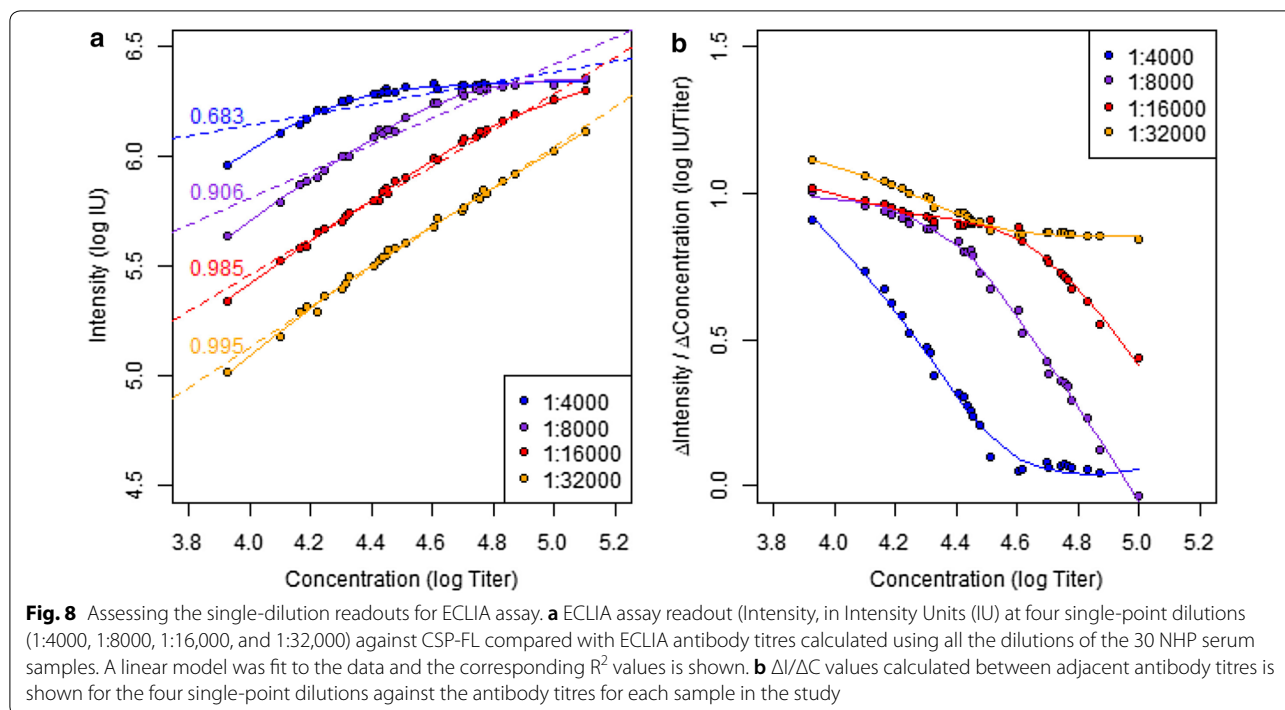 a
6.5
6.0
5.5
5.0
4.5
Intensity (log IU)
0.683
0.906
0.985
0.995
1:4000
1:8000
1:16000
1:32000
3.8 4.0 4.2 4.4 4.6 4.8 5.0 5.2
Concentration (log Titer)
b
1.5
1.0
0.5
0.0
ΔIntensity / ΔConcentration (log IU/Titer)
1:4000
1:8000
1:16000
1:32000
3.8 4.0 4.2 4.4 4.6 4.8 5.0 5.2
Concentration (log Titer)
Fig. 8 Assessing the single-dilution readouts for ECLIA assay. a ECLIA assay readout (Intensity, in Intensity Units (IU) at four single-point dilutions
(1:4000, 1:8000, 1:16,000, and 1:32,000) against CSP-FL compared with ECLIA antibody titres calculated using all the dilutions of the 30 NHP serum
samples. A linear model was fit to the data and the corresponding R² values is shown. b ΔI/ΔC values calculated between adjacent antibody titres is
shown for the four single-point dilutions against the antibody titres for each sample in the study